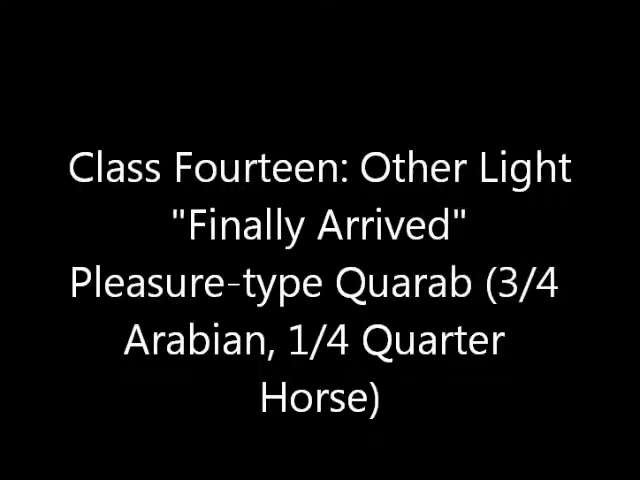 Class Fourteen: Other Light
"Finally Arrived"
Pleasure-type Quarab (3/4
Arabian, 1/4 Quarter
Horse)